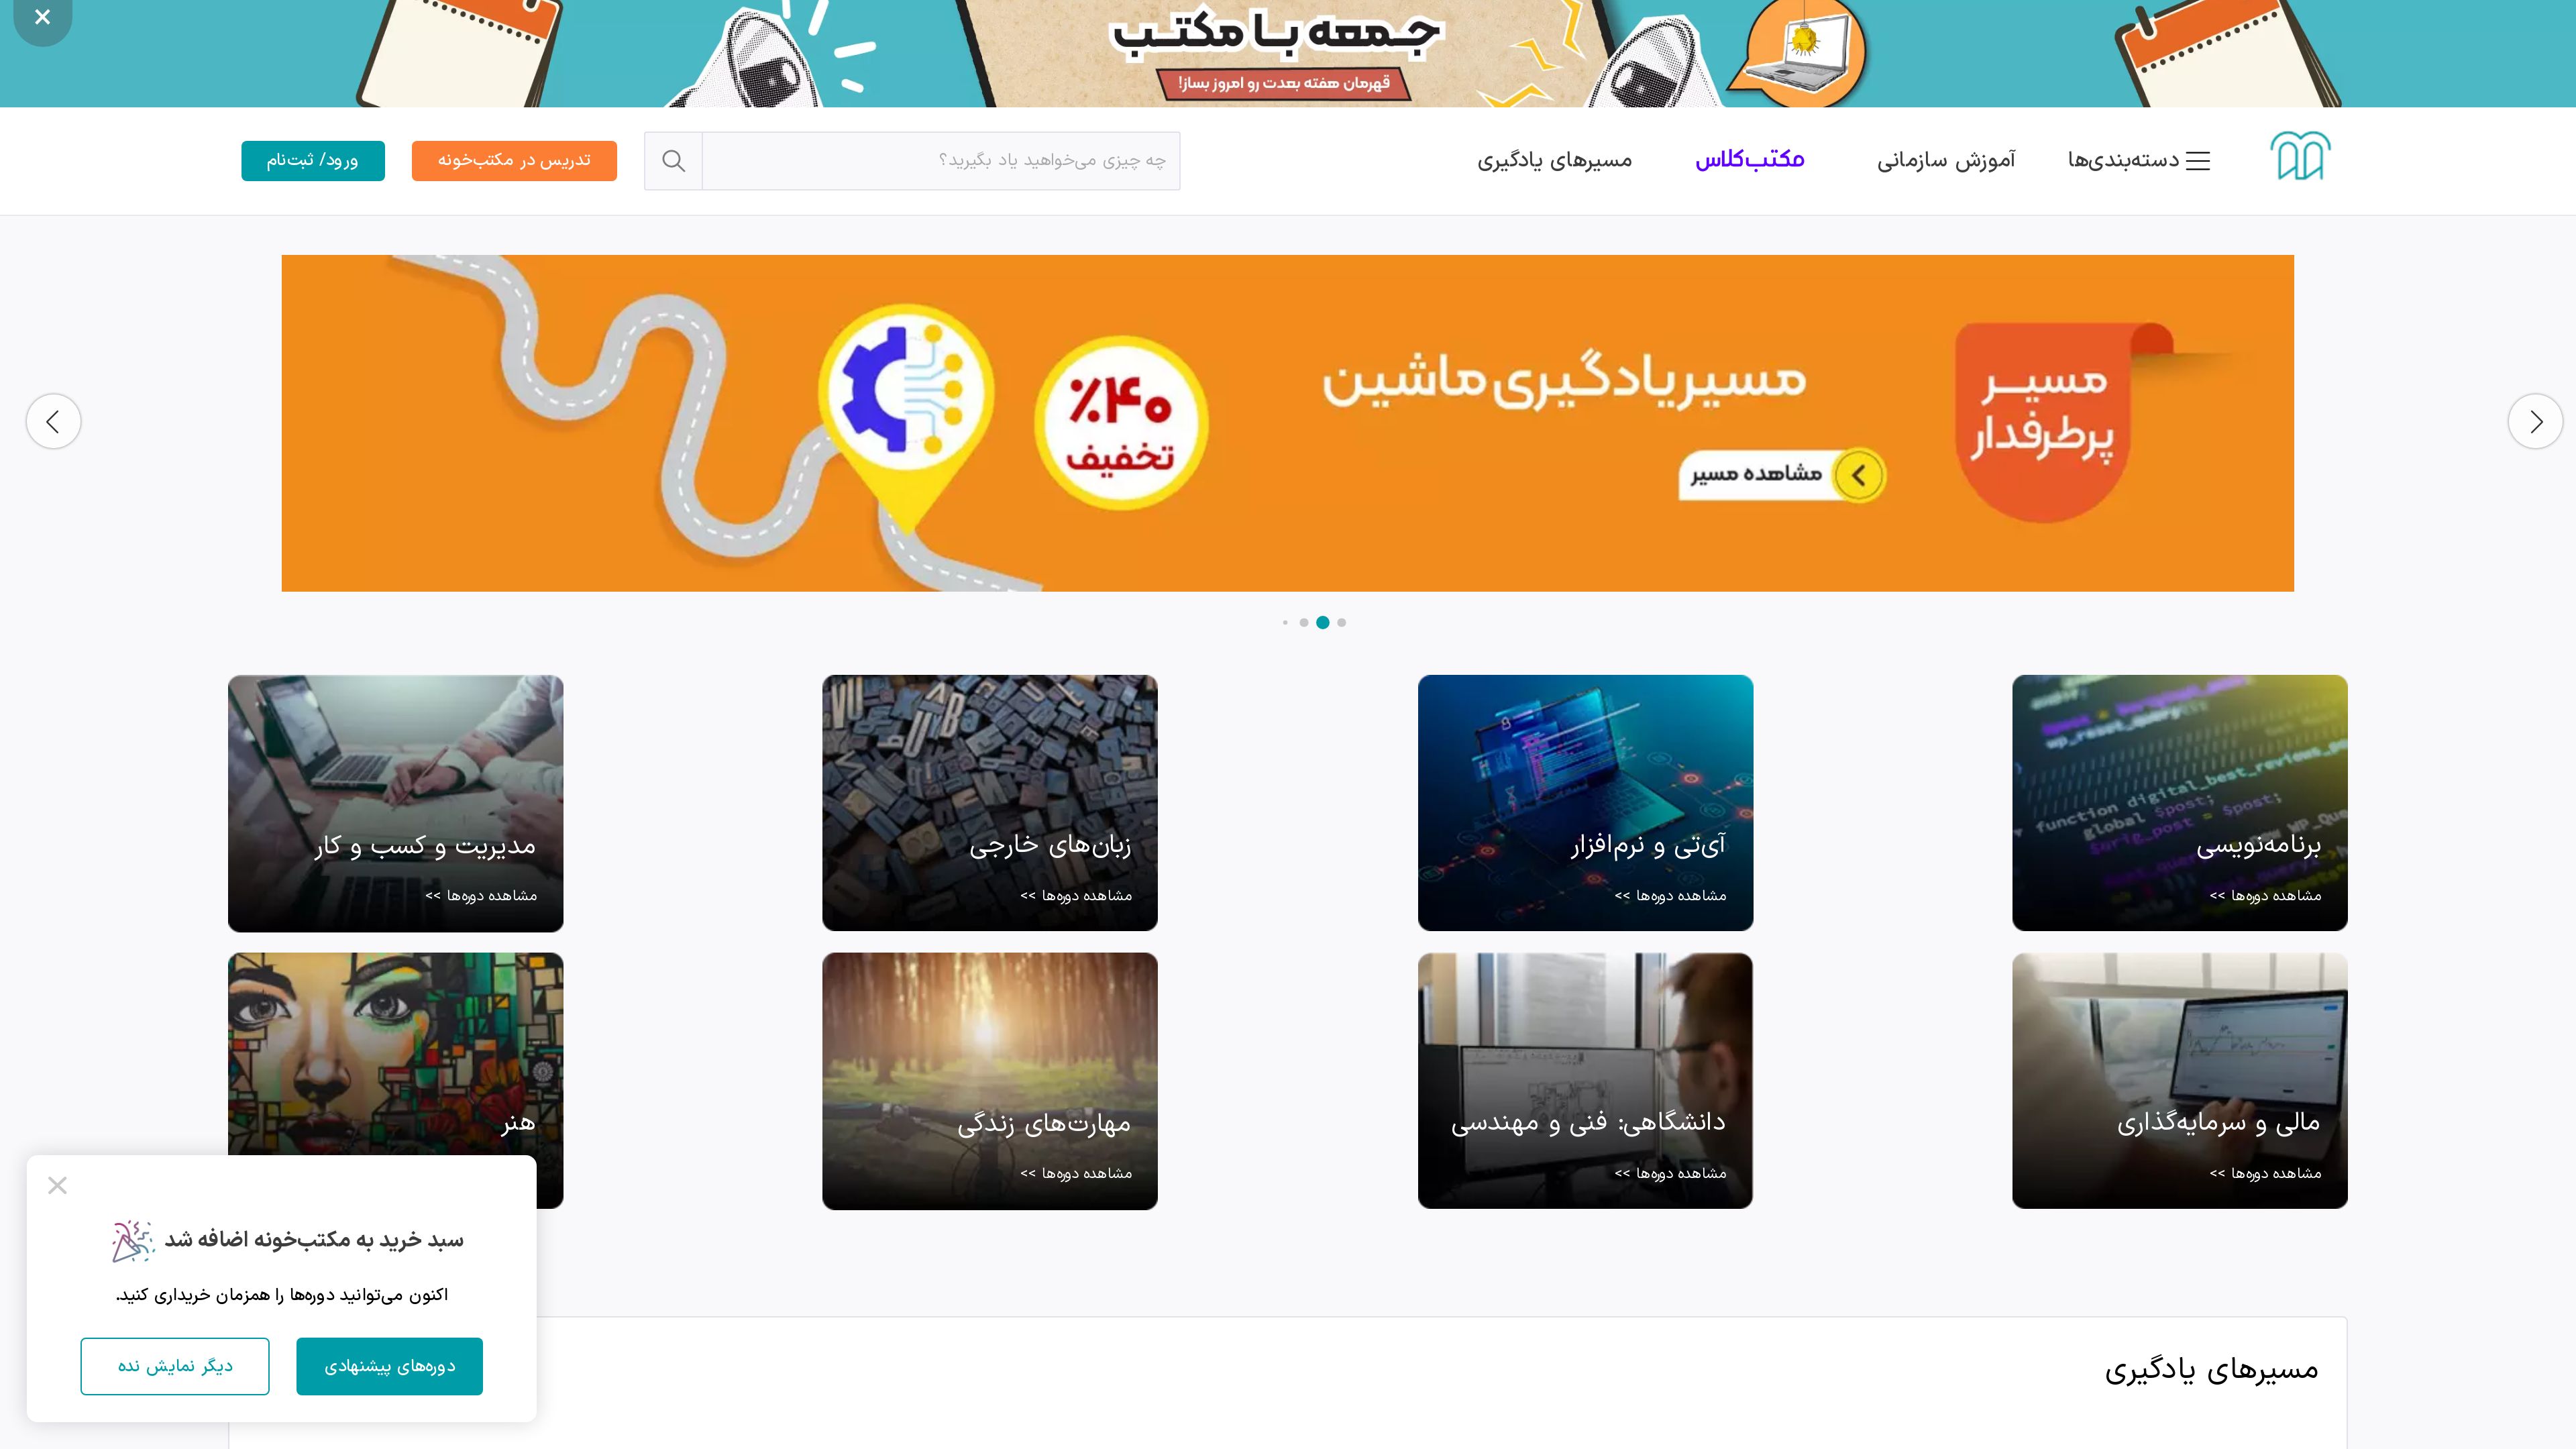 جمعه با مکتب
قهرمان هفته بعدت رو امروز بساز!
دسته‌بندی‌ها
آموزش سازمانی
مکتب‌کلاس
مسیرهای یادگیری
چه چیزی می‌خواهید یاد بگیرید؟
تدریس در مکتب‌خونه
ورود/ ثبت‌نام
مسیر
پرطرفدار
مسیر یادگیری ماشین
مشاهده مسیر
۴۰٪
تخفیف
برنامه‌نویسی
مشاهده دوره‌ها >>
آی‌تی و نرم‌افزار
مشاهده دوره‌ها >>
زبان‌های خارجی
مشاهده دوره‌ها >>
مدیریت و کسب و کار
مشاهده دوره‌ها >>
مالی و سرمایه‌گذاری
مشاهده دوره‌ها >>
دانشگاهی: فنی و مهندسی
مشاهده دوره‌ها >>
مهارت‌های زندگی
مشاهده دوره‌ها >>
هنر
سبد خرید به مکتب‌خونه اضافه شد
اکنون می‌توانید دوره‌ها را همزمان خریداری کنید.
دوره‌های پیشنهادی
دیگر نمایش نده
مسیرهای یادگیری